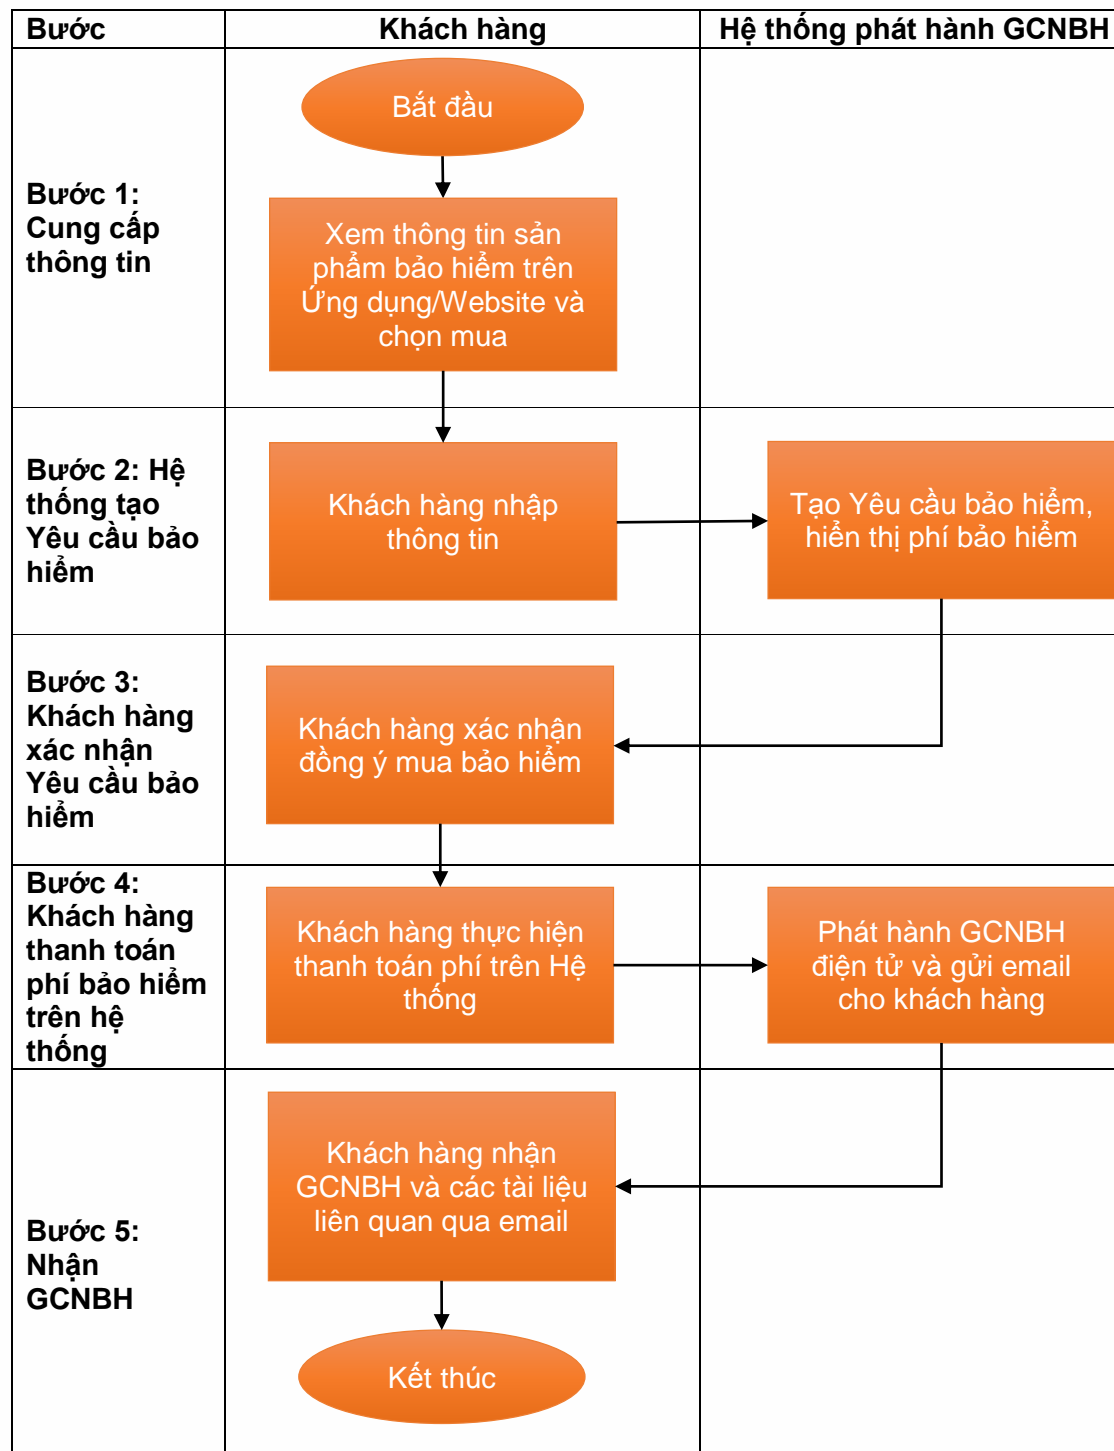 Bước
Khách hàng
Hệ thống phát hành GCNBH
Bước 1:
Cung cấp
thông tin
Bắt đầu
Xem thông tin sản
phẩm bảo hiểm trên
Ứng dụng/Website và
chọn mua
Bước 2: Hệ
thống tạo
Yêu cầu bảo
hiểm
Khách hàng nhập
thông tin
Tạo Yêu cầu bảo hiểm,
hiển thị phí bảo hiểm
Bước 3:
Khách hàng
xác nhận
Yêu cầu bảo
hiểm
Khách hàng xác nhận
đồng ý mua bảo hiểm
Bước 4:
Khách hàng
thanh toán
phí bảo hiểm
trên hệ
thống
Khách hàng thực hiện
thanh toán phí trên Hệ
thống
Phát hành GCNBH
điện tử và gửi email
cho khách hàng
Bước 5:
Nhận
GCNBH
Khách hàng nhận
GCNBH và các tài liệu
liên quan qua email
Kết thúc